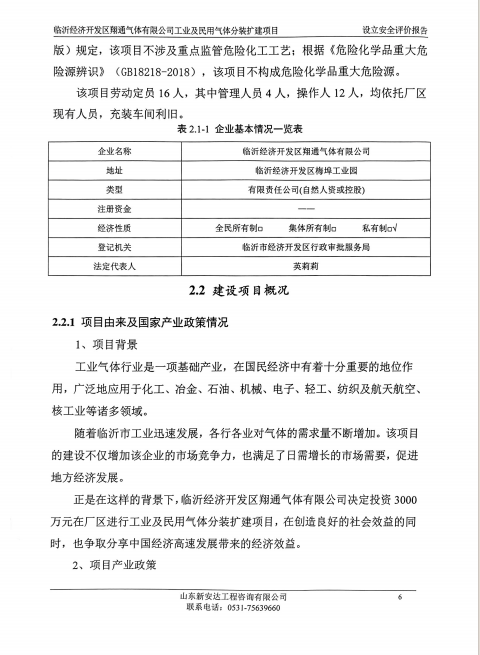 临沂经济开发区翔通气体有限公司工业及民用气体分装扩建项目 设立安全评价报告
版）规定，该项目不涉及重点监管危险化工工艺；根据《危险化学品重大危
险源辨识》（GB18218-2018），该项目不构成危险化学品重大危险源。
该项目劳动定员 16 人，其中管理人员 4 人，操作人 12 人，均依托厂区
现有人员，充装车间利旧。
表 2.1-1 企业基本情况一览表
企业名称 临沂经济开发区翔通气体有限公司
地址 临沂经济开发区梅埠工业园
类型 有限责任公司(自然人资或控股)
注册资金 ——
经济性质 全民所有制□ 集体所有制□ 私有制□√
登记机关 临沂市经济开发区行政审批服务局
法定代表人 英莉莉
2.2 建设项目概况
2.2.1 项目由来及国家产业政策情况
1、项目背景
工业气体行业是一项基础产业，在国民经济中有着十分重要的地位作
用，广泛地应用于化工、冶金、石油、机械、电子、轻工、纺织及航天航空、
核工业等诸多领域。
随着临沂市工业迅速发展，各行各业对气体的需求量不断增加。该项目
的建设不仅增加该企业的市场竞争力，也满足了日需增长的市场需要，促进
地方经济发展。
正是在这样的背景下，临沂经济开发区翔通气体有限公司决定投资 3000
万元在厂区进行工业及民用气体分装扩建项目，在创造良好的社会效益的同
时，也争取分享中国经济高速发展带来的经济效益。
2、项目产业政策
山东新安达工程咨询有限公司 6
联系电话：0531-75639660